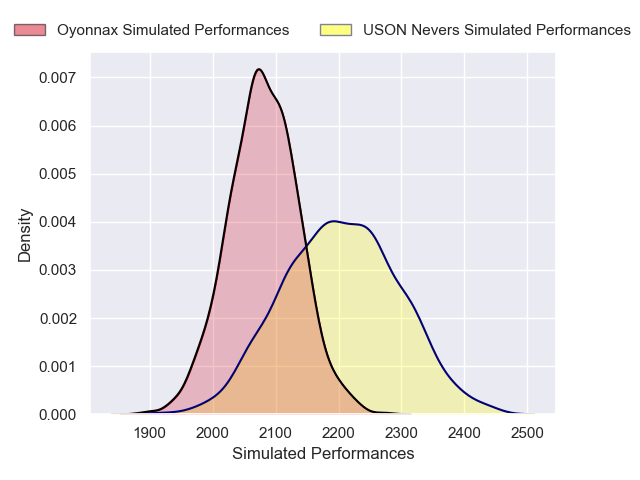 Oyonnax Simulated Performances USON Nevers Simulated Performances
0.007
0.006
0.005
0.004
0.003
0.002
0.001
0.000
Density
1900 2000 2100 2200 2300 2400 2500
Simulated Performances